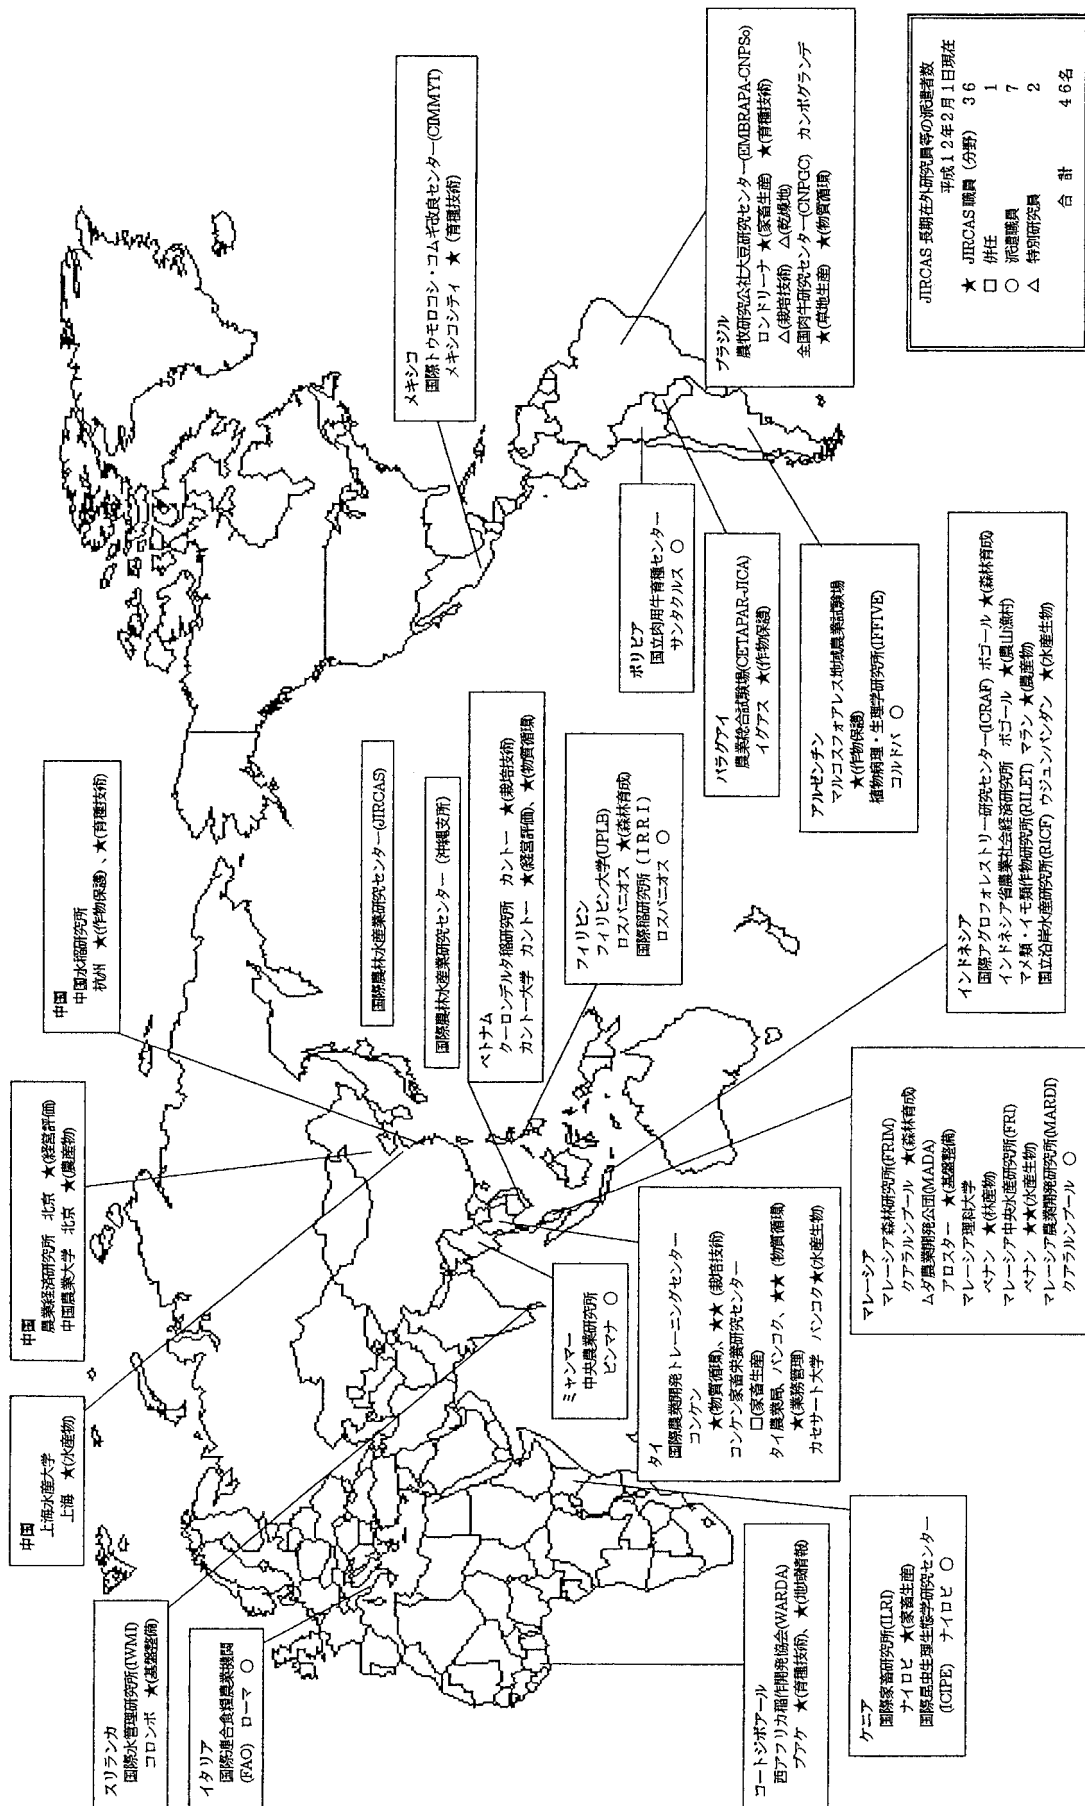 スリランカ
国際水管理研究所(IWMI)
コロンボ ★(基盤整備)
イタリア
国際連合食糧農業機関
(FAO) ローマ ○
中国
上海水産大学
上海 ★(水産物)
中国
農業経済研究所 北京 ★(経営評価)
中国農業大学 北京 ★(農産物)
中国
中国水稲研究所
杭州 ★(作物保護)、★(育種技術)
国際農林水産業研究センター(JIRCAS)
国際農林水産業研究センター(沖縄支所)
ベトナム
クーロンデルタ稲研究所 カントー ★(栽培技術)
カントー大学 カントー ★(経営評価)、★(物質循環)
フィリピン
フィリピン大学(UPLB)
ロスバニオス ★(森林育成)
国際稲研究所(IRRI)
ロスバニオス ○
メキシコ
国際トウモロコシ・コムギ改良センター(CIMMYT)
メキシコシティ ★(育種技術)
ブラジル
農牧研究公社大豆研究センター(EMBRAPA-CNPSo)
ロンドリーナ ★(家畜生産) ★(育種技術)
△(栽培技術) △(乾燥地)
全国肉牛研究センター(CNPGC) カンポグランデ
★(草地生産) ★(物質循環)
ボリビア
国立肉用牛育種センター
サンタクルス ○
パラグアイ
農業総合試験場(CETAPAR-JICA)
イグアス ★(作物保護)
アルゼンチン
マルコスフォアレス地域農業試験場
★(作物保護)
植物病理・生理学研究所(IFFIVE)
コルドバ ○
ミャンマー
中央農業研究所
ピンマナ ○
タイ
国際農業開発トレーニングセンター
コンケン
★(物質循環)、★★(栽培技術)
コンケン家畜栄養研究センター
□(家畜生産)
タイ農業局、バンコク、★★(物質循環)
★(業務管理)
カセサート大学 バンコク★(水産生物)
コートジボアール
西アフリカ稲作開発協会(WARDA)
ブアケ ★(育種技術)、★(地域情報)
ケニア
国際家畜研究所(ILRI)
ナイロビ ★(家畜生産)
国際昆虫生理生態学研究センター
(ICIPE) ナイロビ ○
マレーシア
マレーシア森林研究所(FRIM)
クアラルンプール ★(森林育成)
ムダ農業開発公団(MADA)
アロスター ★(基盤整備)
マレーシア理科大学
ペナン ★(林産物)
マレーシア中央水産研究所(FRI)
ペナン ★★(水産生物)
マレーシア農業開発研究所(MARDI)
クアラルンプール ○
インドネシア
国際アグロフォレストリー研究センター(ICRAF) ボゴール ★(森林育成)
インドネシア省農業社会経済研究所 ボゴール ★(農山漁村)
マメ類・イモ類作物研究所(RILET) マラン ★(農産物)
国立沿岸水産研究所(RICF) ウジュンパンダン ★(水産生物)
JIRCAS長期在外研究員等の派遣者数
平成12年2月1日現在
★ JIRCAS職員(分野) 36
□ 併任 1
○ 派遣職員 7
△ 特別研究員 2
合計 46名